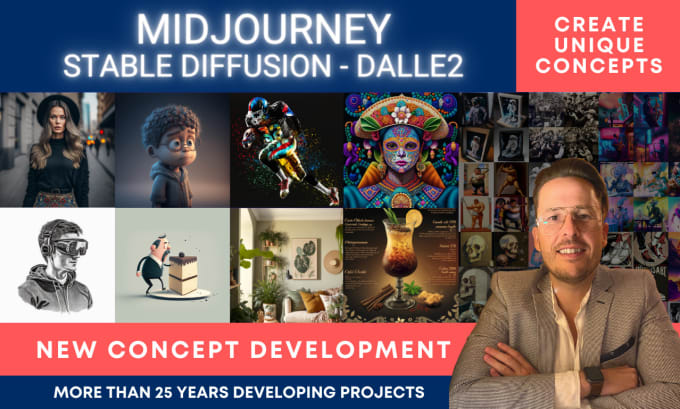 MIDJOURNEY
STABLE DIFFUSION - DALLE2
CREATE
UNIQUE
CONCEPTS
NEW CONCEPT DEVELOPMENT
MORE THAN 25 YEARS DEVELOPING PROJECTS